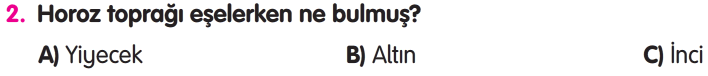 2. Horoz toprağı eşelerken ne bulmuş?
A) Yiyecek B) Altın C) İnci